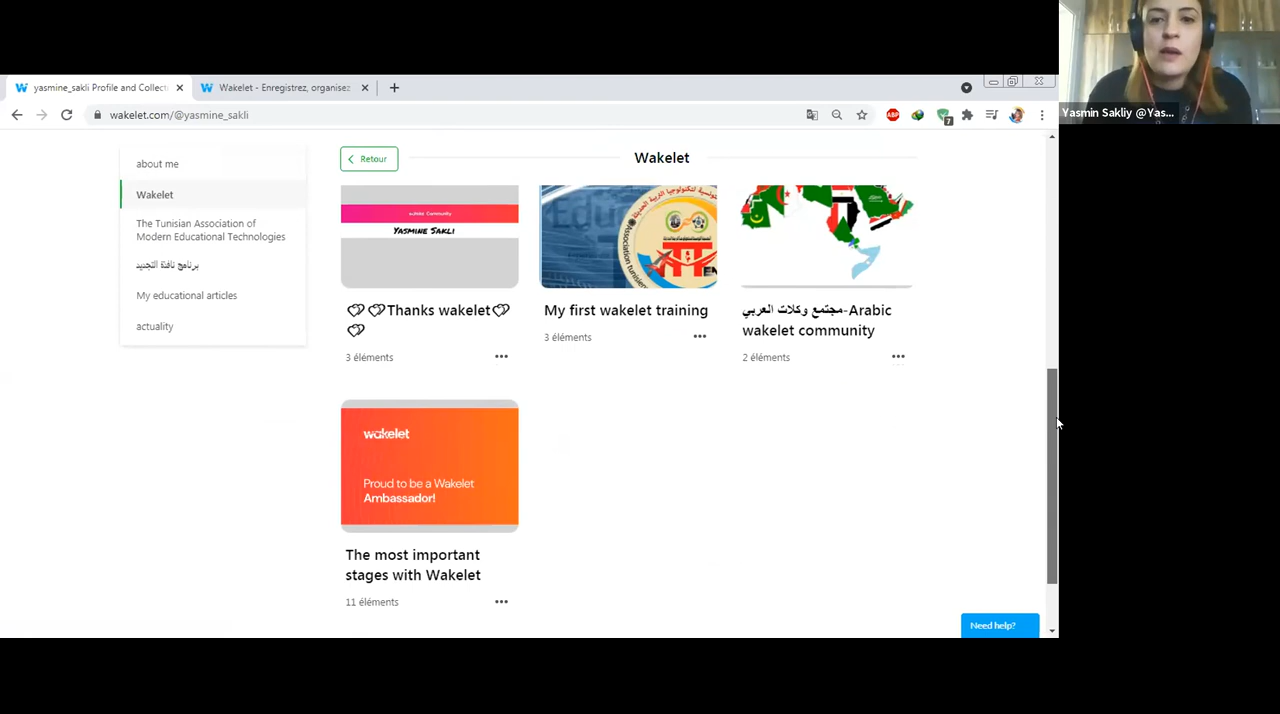 yasmine_sakli Profile and Collecti
Wakelet - Enregistrez, organisez
wakelet.com/@yasmine_sakli
Yasmin Sakliy @Yas...
about me
Wakelet
The Tunisian Association of
Modern Educational Technologies
برنامج نافذة التجديد
My educational articles
actuality
Retour
Wakelet
Community
YASMINE SAKLI
Thanks wakelet
3 éléments
My first wakelet training
3 éléments
مجتمع وكلات العربي-Arabic
wakelet community
2 éléments
wakelet
Proud to be a Wakelet
Ambassador!
The most important
stages with Wakelet
11 éléments
Need help?
ABP
7